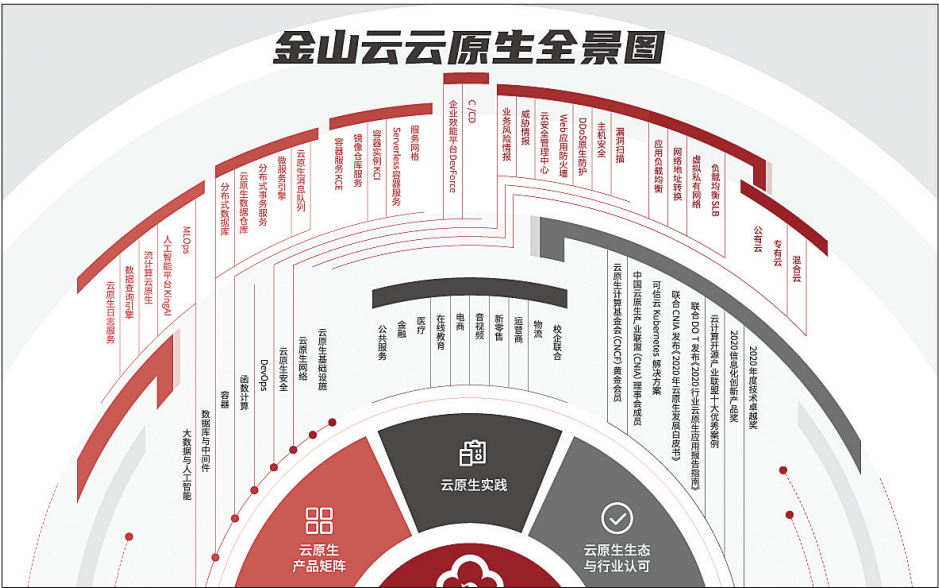 金山云云原生全景图
云原生日志服务
数据查询引擎
流计算云原生
人工智能平台KingAI
MLOps
分布式数据库
云原生数据仓库
分布式事务服务
微服务引擎
云原生消息队列
容器服务KCE
镜像仓库服务
容器实例KCI
Serverless容器服务
服务网格
企业效能平台DevForce
C /CD
业务风险情报
威胁情报
云安全管理中心
Web应用防火墙
DDoS原生防护
主机安全
漏洞扫描
应用负载均衡
网络地址转换
虚拟私有网络
负载均衡SLB
公有云
专有云
混合云
大数据与人工智能
数据库与中间件
容器
函数计算
DevOps
云原生安全
云原生网络
云原生基础设施
公共服务
金融
医疗
在线教育
电商
音视频
新零售
运营商
物流
校企联合
云原生计算基金会(CNCF)黄金会员
中国云原生产业联盟(CNIA)理事会成员
可信云Kubernetes解决方案
联合CNIA发布《2020年云原生发展白皮书》
联合DO T发布《2020行业云原生应用报告指南》
云计算开源产业联盟十大优秀案例
2020信息化创新产品奖
2020年度技术卓越奖
云原生
产品矩阵
云原生实践
云原生生态
与行业认可